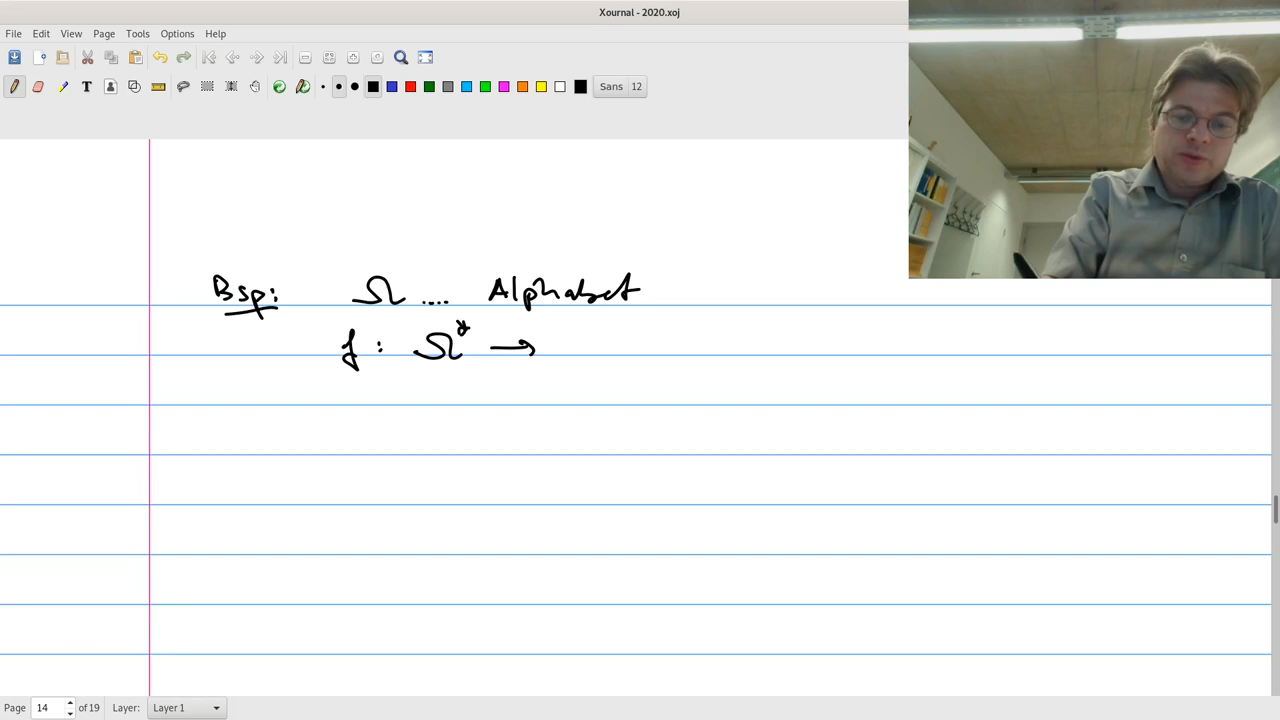 Xournal - 2020.xoj
File Edit View Page Tools Options Help
T Sans 12
Bsp: Ω .... Alphabet
f : Ω* →
Page 14 of 19 Layer: Layer 1